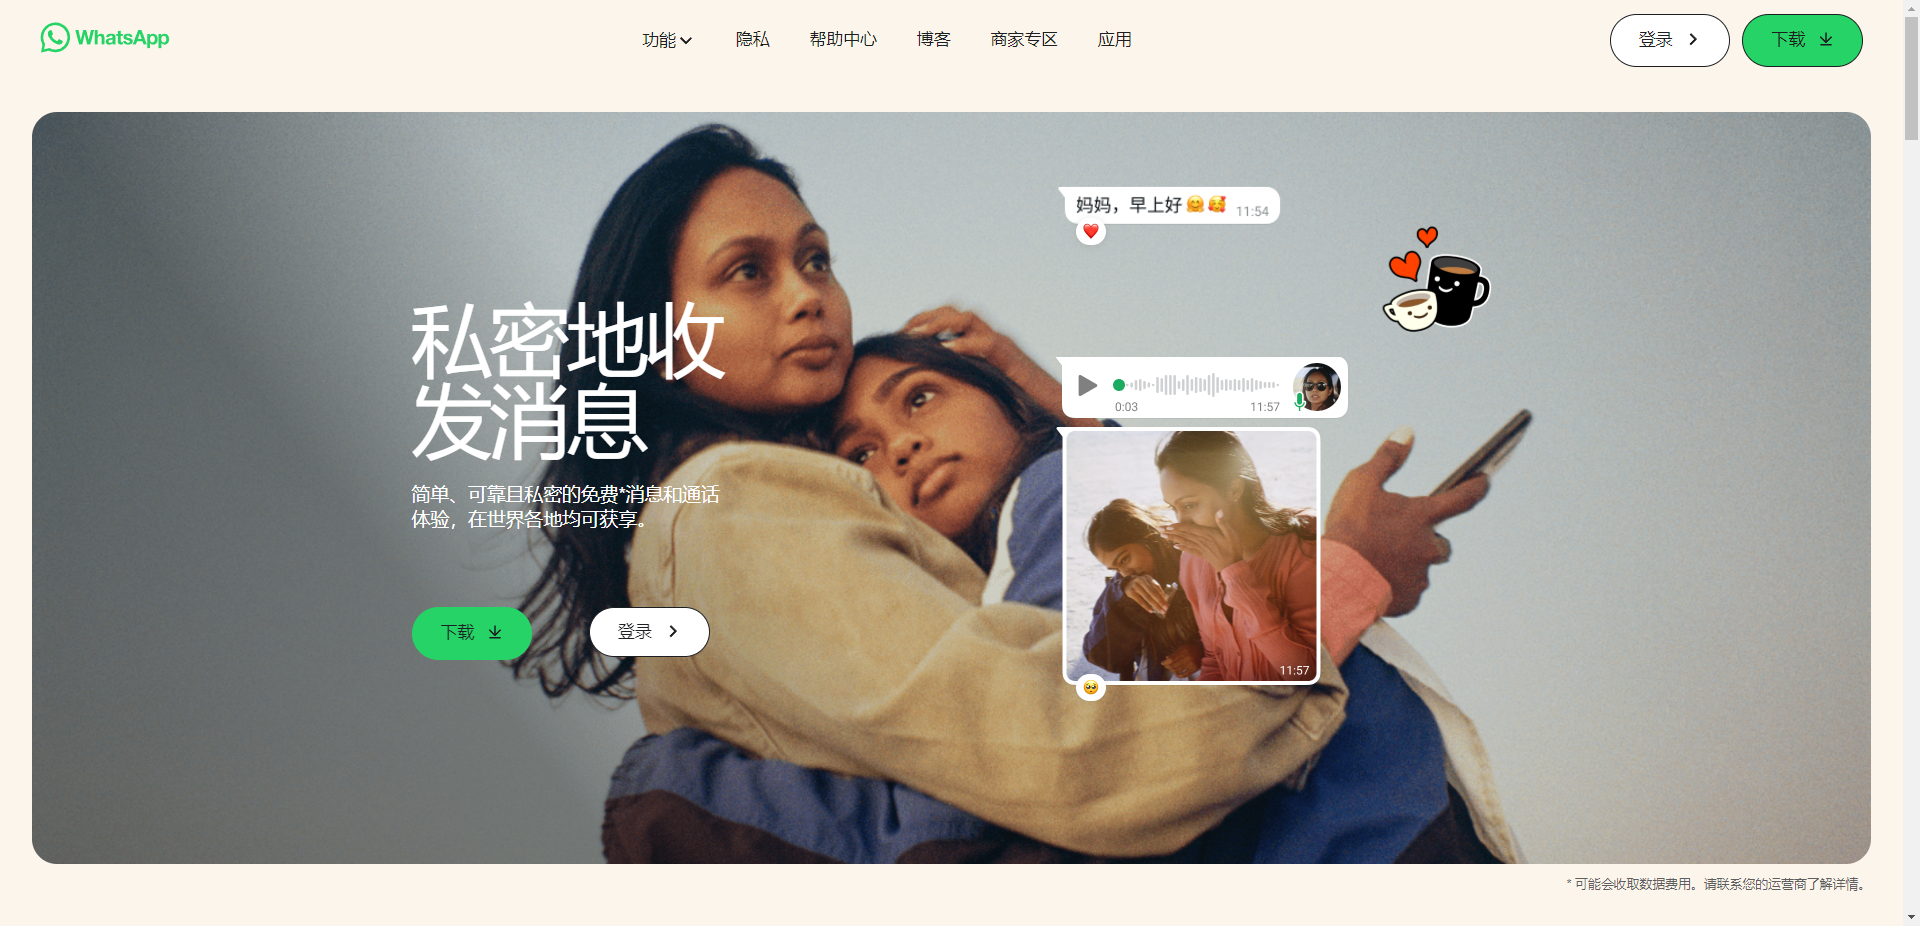 WhatsApp
功能
隐私
帮助中心
博客
商家专区
应用
登录
下载
妈妈，早上好🤗🥰 11:54
私密地收
发消息
0:03 11:57
简单、可靠且私密的免费*消息和通话
体验，在世界各地均可获享。
下载
登录
11:57
* 可能会收取数据费用。请联系您的运营商了解详情。